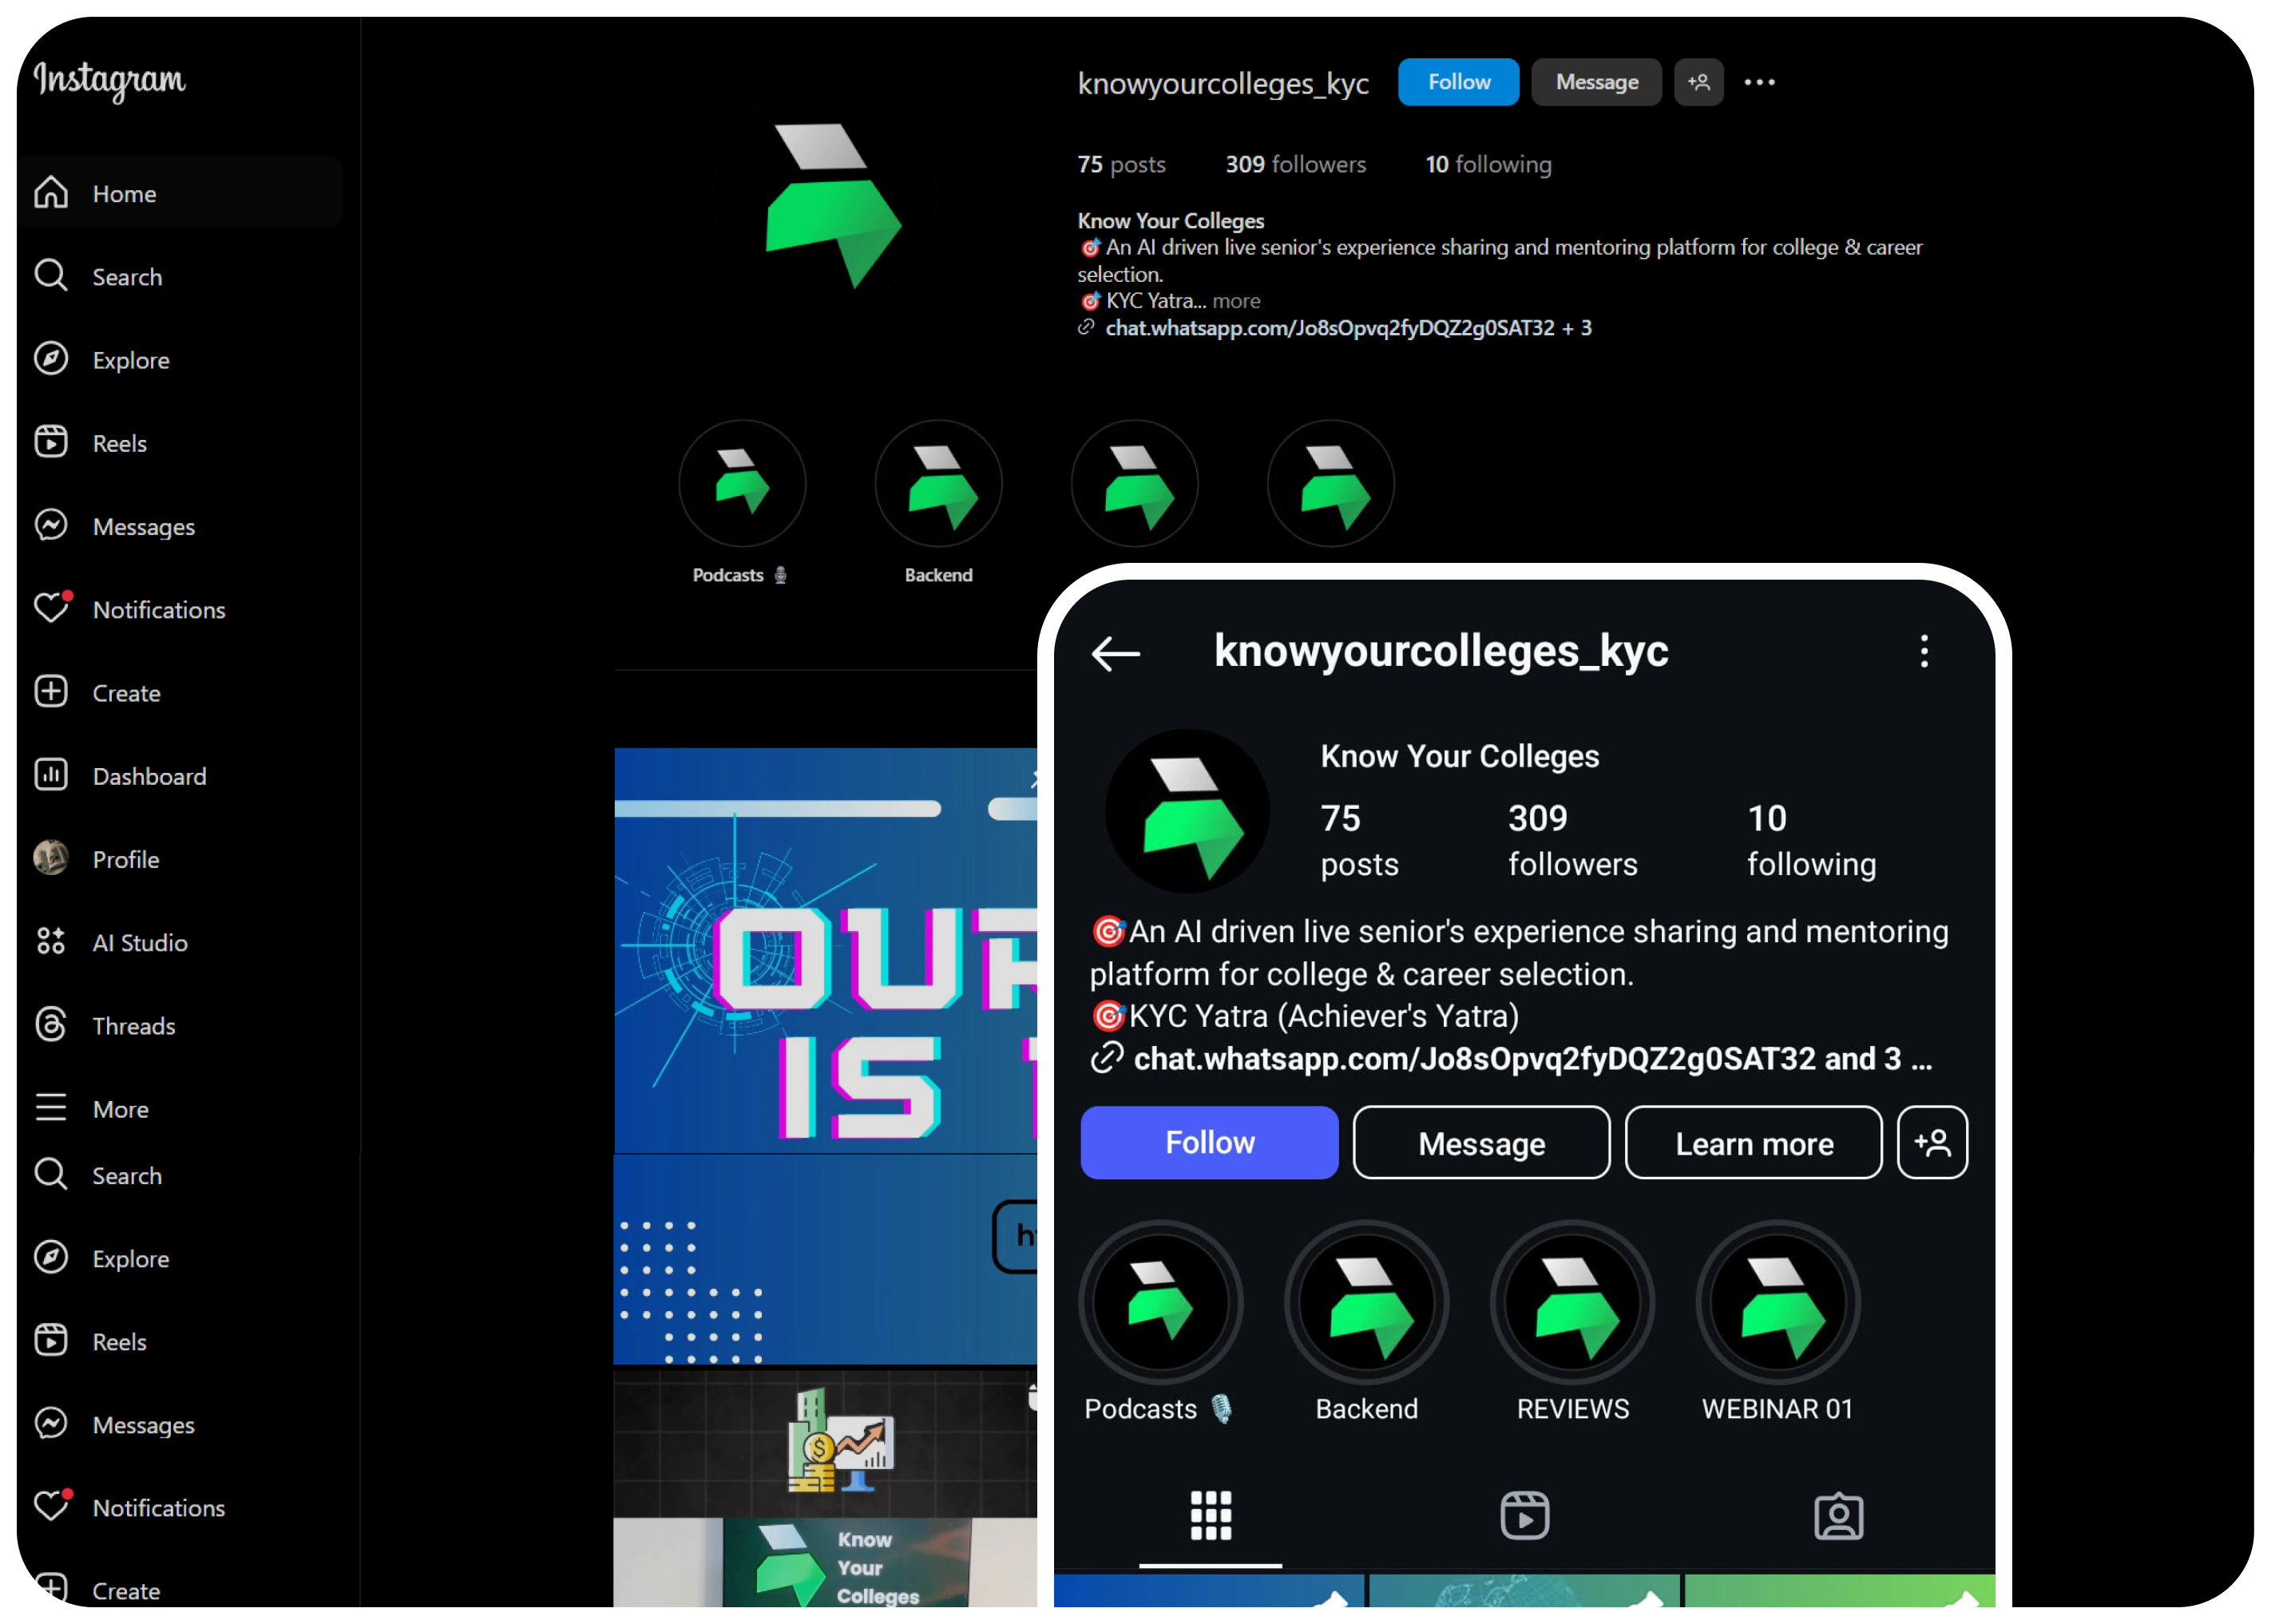 Instagram
Home
Search
Explore
Reels
Messages
Notifications
Create
Dashboard
Profile
AI Studio
Threads
More
Search
Explore
Reels
Messages
Notifications
Create
knowyourcolleges_kyc Follow Message
75 posts 309 followers 10 following
Know Your Colleges
🎯 An AI driven live senior's experience sharing and mentoring platform for college & career
selection.
🎯 KYC Yatra... more
chat.whatsapp.com/Jo8sOpvq2fyDQZ2g0SAT32 + 3
Podcasts 🎙 Backend
OUR
IS
Know
Your
Colleges
knowyourcolleges_kyc
Know Your Colleges
75 309 10
posts followers following
🎯An AI driven live senior's experience sharing and mentoring
platform for college & career selection.
🎯KYC Yatra (Achiever's Yatra)
chat.whatsapp.com/Jo8sOpvq2fyDQZ2g0SAT32 and 3 ...
Follow Message Learn more
Podcasts 🎙 Backend REVIEWS WEBINAR 01